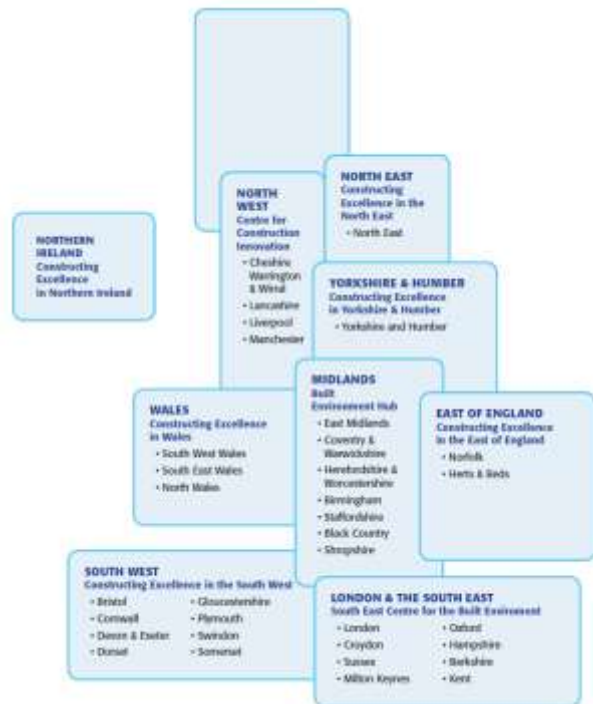 NORTH EAST
Constructing
Excellence in the
North East
• North East
NORTH
WEST
Centre for
Construction
Innovation
• Cheshire
Warrington
& Wirral
• Lancashire
• Liverpool
• Manchester
NORTHERN
IRELAND
Constructing
Excellence
in Northern Ireland
YORKSHIRE & HUMBER
Constructing Excellence
in Yorkshire & Humber
• Yorkshire and Humber
MIDLANDS
Built
Environment Hub
• East Midlands
• Coventry &
Warwickshire
• Herefordshire &
Worcestershire
• Birmingham
• Staffordshire
• Black Country
• Shropshire
WALES
Constructing Excellence
in Wales
• South West Wales
• South East Wales
• North Wales
EAST OF ENGLAND
Constructing Excellence
in the East of England
• Norfolk
• Herts & Beds
SOUTH WEST
Constructing Excellence in the South West
• Bristol
• Cornwall
• Devon & Exeter
• Dorset
• Gloucestershire
• Plymouth
• Swindon
• Somerset
LONDON & THE SOUTH EAST
South East Centre for the Built Enviroment
• London
• Croydon
• Sussex
• Milton Keynes
• Oxford
• Hampshire
• Berkshire
• Kent